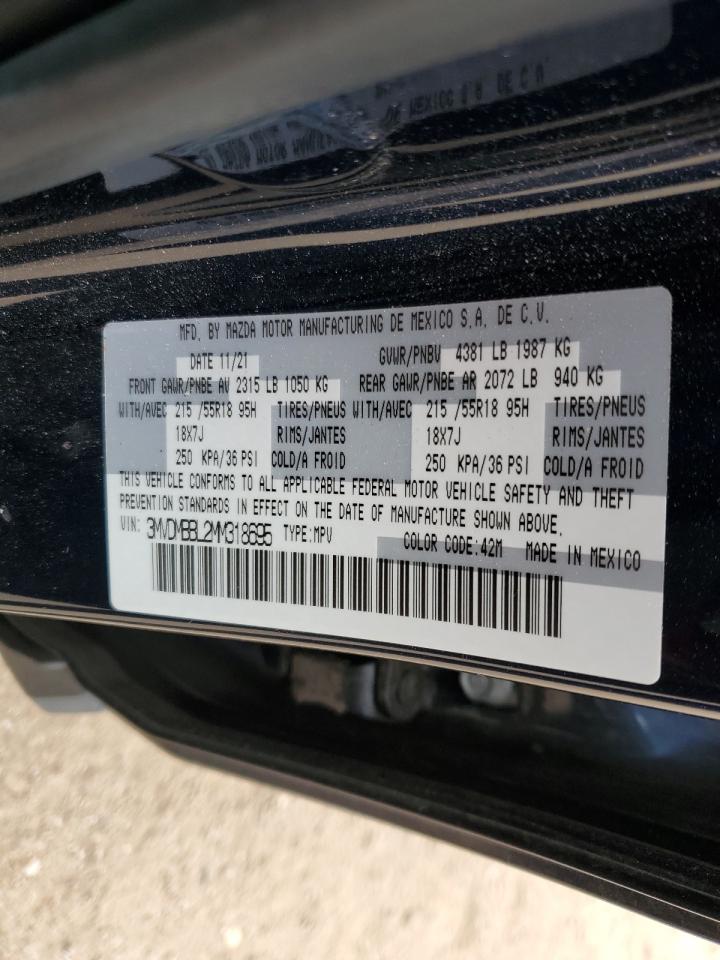 MFD. BY MAZDA MOTOR MANUFACTURING DE MEXICO S.A. DE C.V.
DATE 11/21 GVWR/PNBV 4381 LB 1987 KG
FRONT GAWR/PNBE AV 2315 LB 1050 KG REAR GAWR/PNBE AR 2072 LB 940 KG
WITH/AVEC 215 /55R18 95H TIRES/PNEUS WITH/AVEC 215 /55R18 95H TIRES/PNEUS
18X7J RIMS/JANTES 18X7J RIMS/JANTES
250 KPA/36 PSI COLD/A FROID 250 KPA/36 PSI COLD/A FROID
THIS VEHICLE CONFORMS TO ALL APPLICABLE FEDERAL MOTOR VEHICLE SAFETY AND THEFT
PREVENTION STANDARDS IN EFFECT ON THE DATE OF MANUFACTURE SHOWN ABOVE.
VIN: 3MVDMBBL2MM318695 TYPE:MPV COLOR CODE:42M MADE IN MEXICO